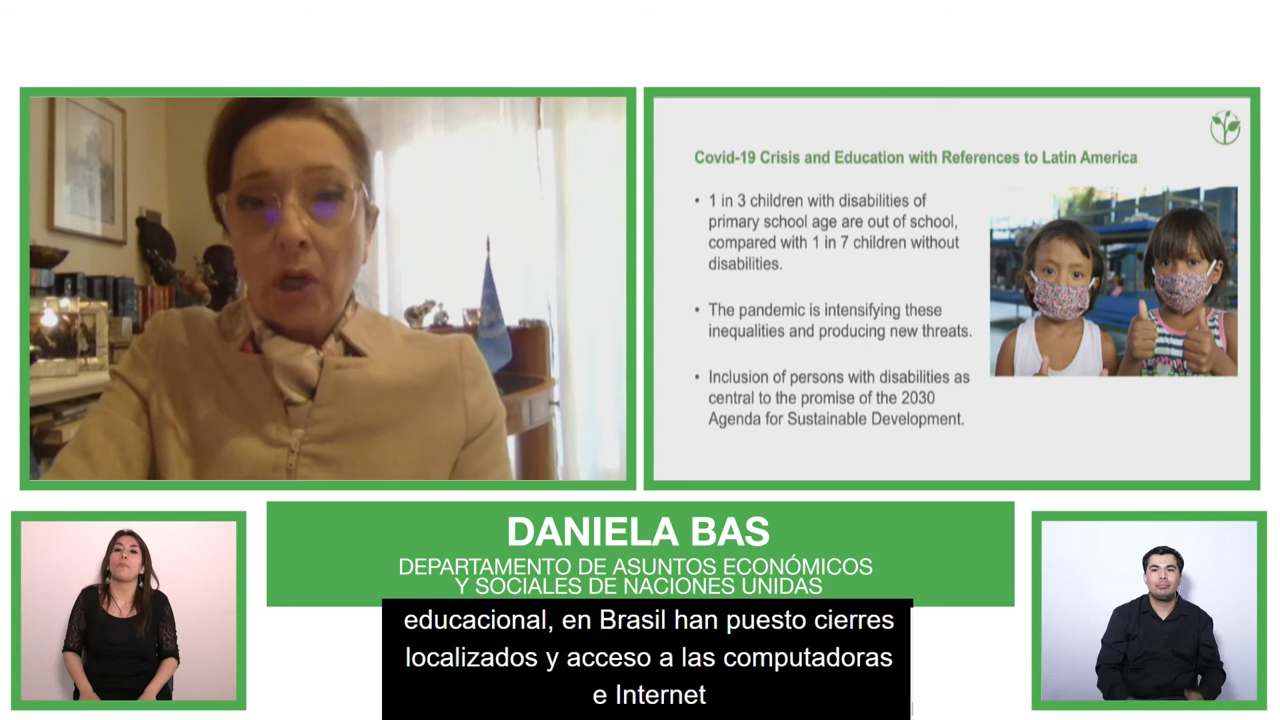 Covid-19 Crisis and Education with References to Latin America
• 1 in 3 children with disabilities of
primary school age are out of school,
compared with 1 in 7 children without
disabilities.
• The pandemic is intensifying these
inequalities and producing new threats.
• Inclusion of persons with disabilities as
central to the promise of the 2030
Agenda for Sustainable Development.
DANIELA BAS
DEPARTAMENTO DE ASUNTOS ECONÓMICOS
Y SOCIALES DE NACIONES UNIDAS
educacional, en Brasil han puesto cierres
localizados y acceso a las computadoras
e Internet